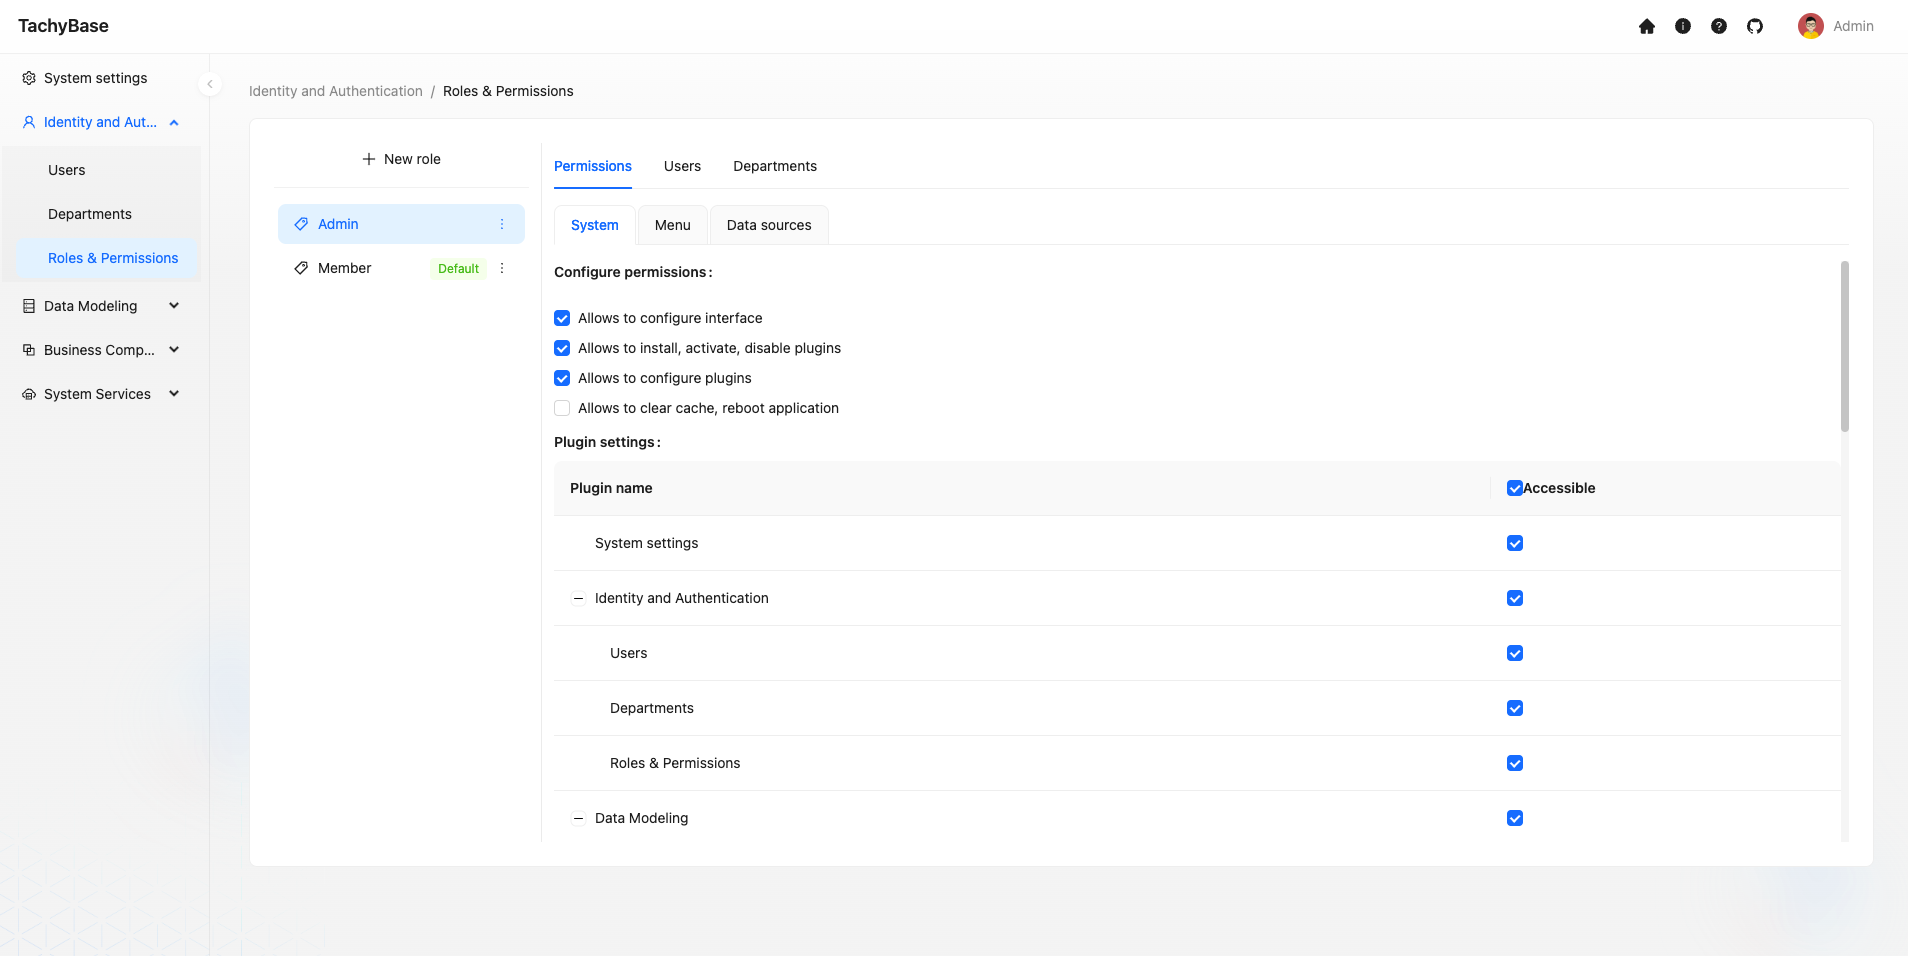 TachyBase
Admin
System settings
Identity and Aut...
Users
Departments
Roles & Permissions
Data Modeling
Business Comp...
System Services
Identity and Authentication / Roles & Permissions
New role
Admin
Member
Default
Permissions
Users
Departments
System
Menu
Data sources
Configure permissions:
Allows to configure interface
Allows to install, activate, disable plugins
Allows to configure plugins
Allows to clear cache, reboot application
Plugin settings:
Plugin name
Accessible
System settings
Identity and Authentication
Users
Departments
Roles & Permissions
Data Modeling